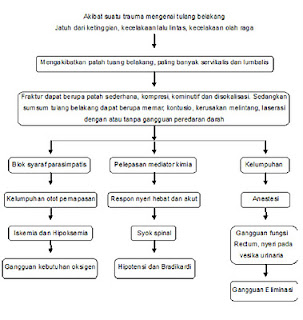 Akibat suatu trauma mengenai tulang belakang
Jatuh dari ketinggian, kecelakaan lalu lintas, kecelakaan olah raga
Mengakibatkan patah tuang belakang, paling banyak servikalis dan lumbalis
Fraktur dapat berupa patah sederhana, kompresi, kominutif dan disokalisasi. Sedangkan
sumsum tulang belakang dapat berupa memar, kontusio, kerusakan melintang, laserasi
dengan atau tanpa gangguan peredaran darah
Blok syaraf parasimpatis
Pelepasan mediator kimia
Kelumpuhan
Kelumpuhan otot pernapasan
Respon nyeri hebat dan akut
Anestesi
Iskemia dan Hipoksemia
Syok spinal
Gangguan fungsi
Rectum, nyeri pada
vesika urinaria
Gangguan kebutuhan oksigen
Hipotensi dan Bradikardi
Gangguan Eliminasi